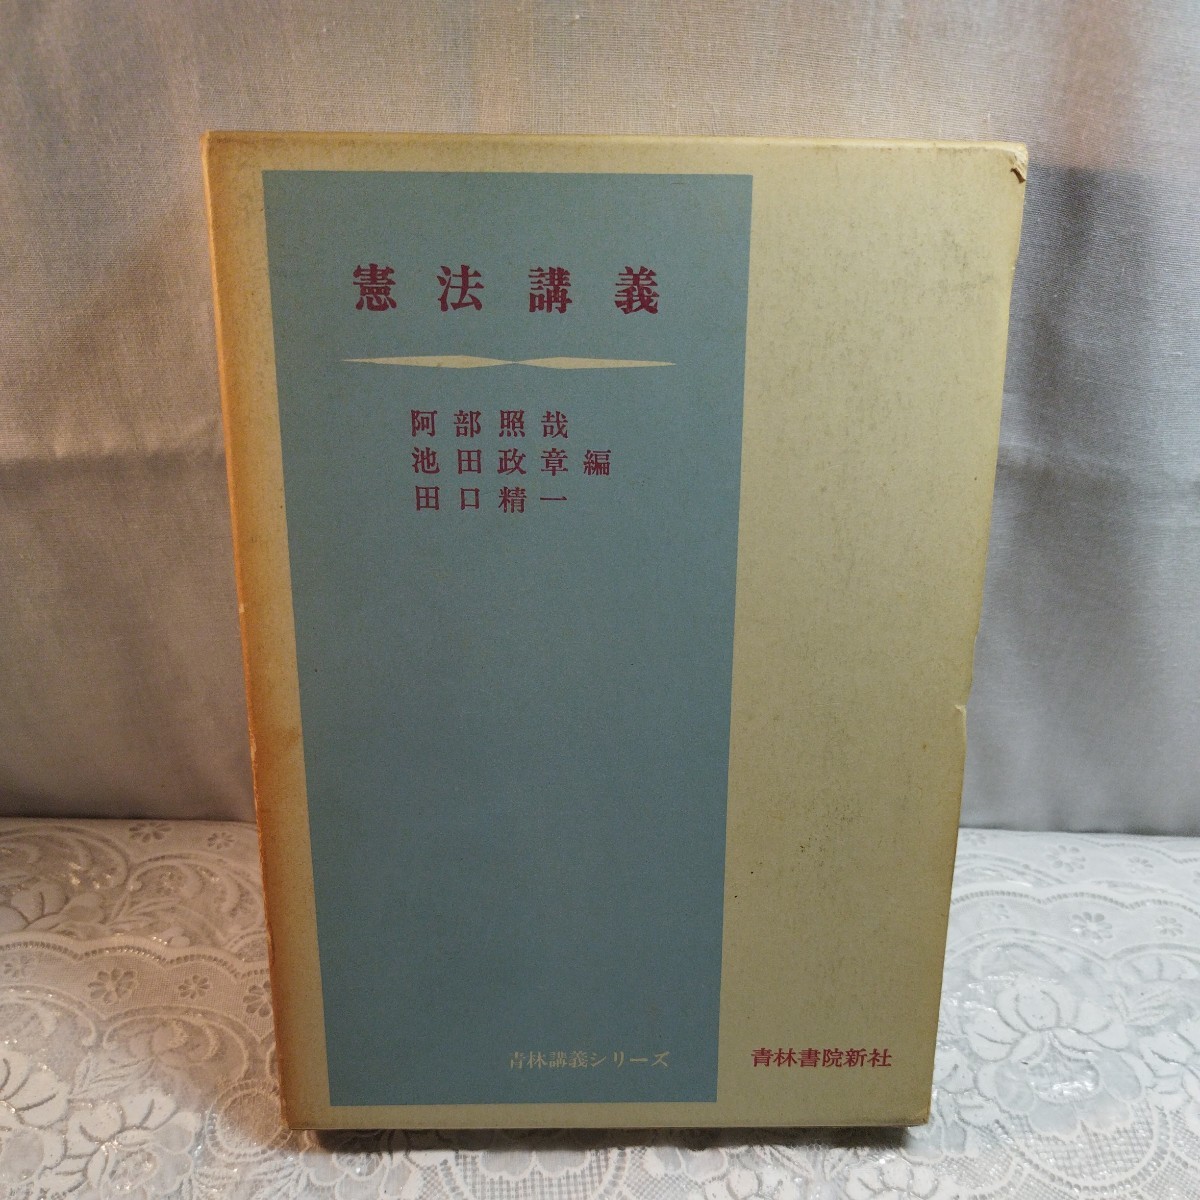 憲法講義
阿部照哉
池田政章編
田口精一
青林講義シリーズ
青林書院新社